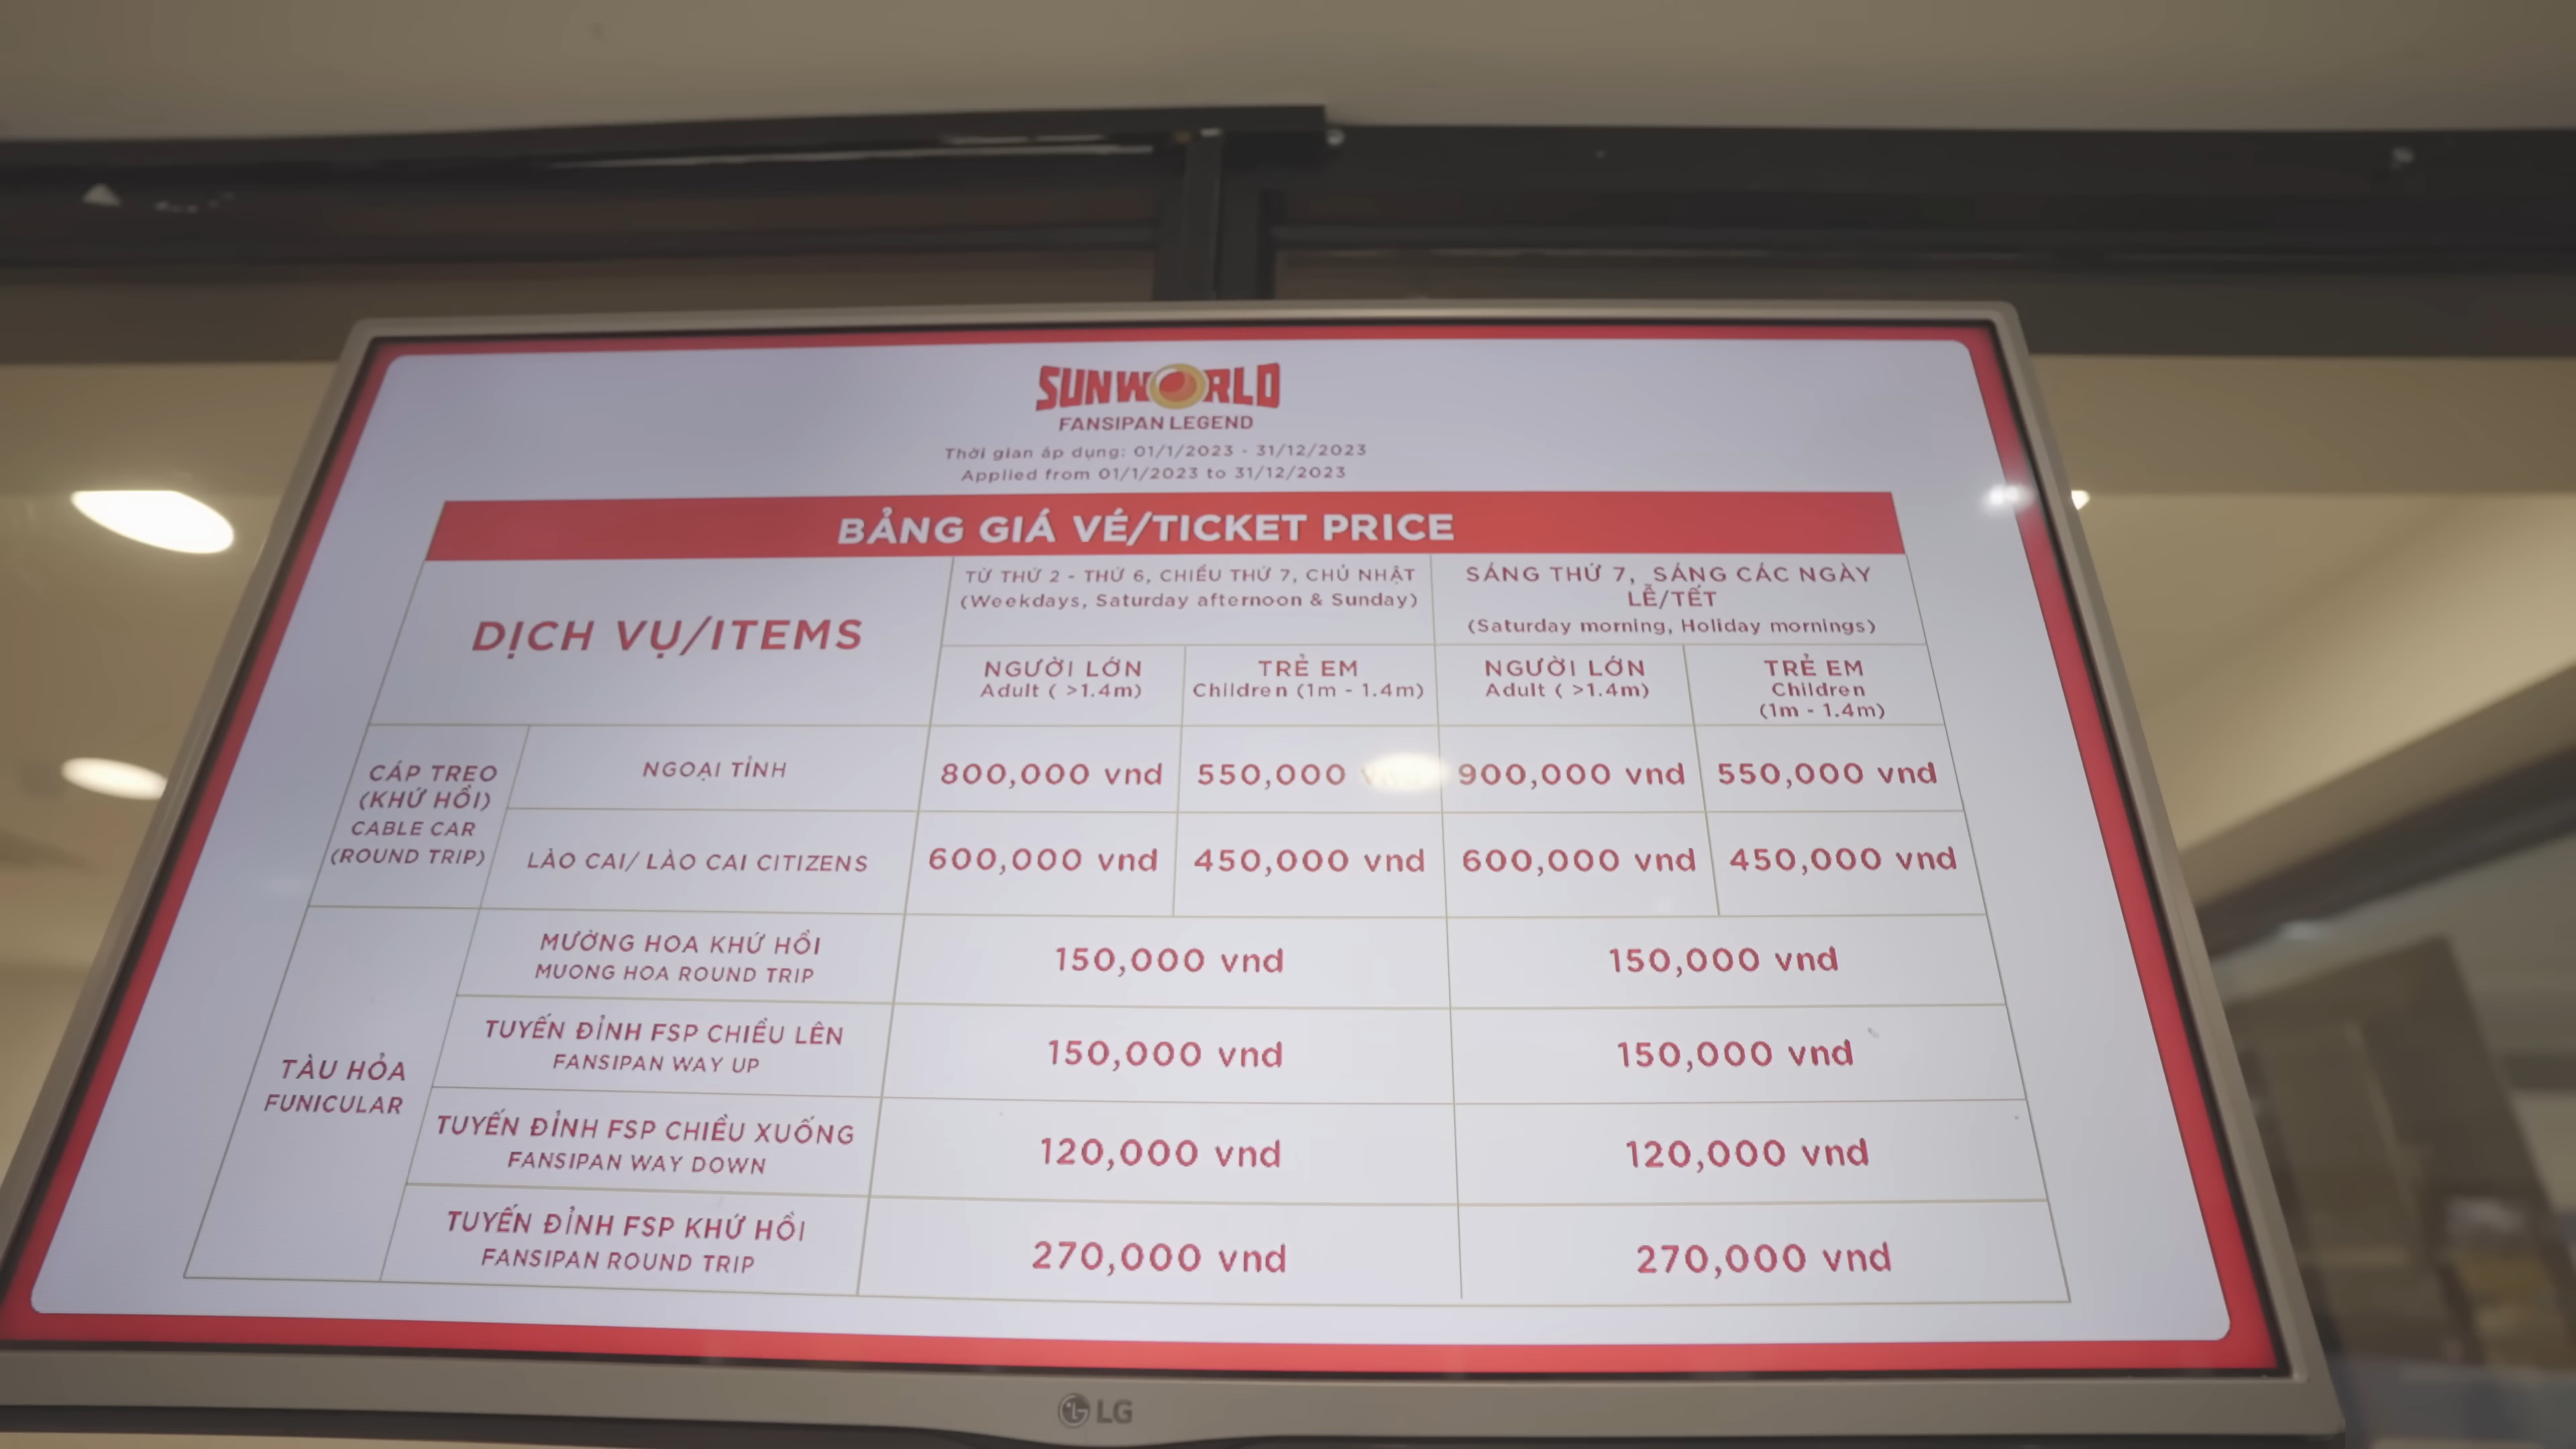 SUNWORLD
FANSIPAN LEGEND
Thời gian áp dụng: 01/1/2023 - 31/12/2023
Applied from 01/1/2023 to 31/12/2023
BẢNG GIÁ VÉ/TICKET PRICE
DỊCH VỤ/ITEMS
TỪ THỨ 2 - THỨ 6, CHIỀU THỨ 7, CHỦ NHẬT
(Weekdays, Saturday afternoon & Sunday)
SÁNG THỨ 7, SÁNG CÁC NGÀY
LỄ/TẾT
(Saturday morning, Holiday mornings)
NGƯỜI LỚN
Adult ( >1.4m)
TRẺ EM
Children (1m - 1.4m)
NGƯỜI LỚN
Adult ( >1.4m)
TRẺ EM
Children
(1m - 1.4m)
CÁP TREO
(KHỨ HỒI)
CABLE CAR
(ROUND TRIP)
NGOẠI TỈNH
800,000 vnd
550,000
900,000 vnd
550,000 vnd
LÀO CAI/ LÀO CAI CITIZENS
600,000 vnd
450,000 vnd
600,000 vnd
450,000 vnd
TÀU HỎA
FUNICULAR
MƯỜNG HOA KHỨ HỒI
MUONG HOA ROUND TRIP
150,000 vnd
150,000 vnd
TUYẾN ĐỈNH FSP CHIỀU LÊN
FANSIPAN WAY UP
150,000 vnd
150,000 vnd
TUYẾN ĐỈNH FSP CHIỀU XUỐNG
FANSIPAN WAY DOWN
120,000 vnd
120,000 vnd
TUYẾN ĐỈNH FSP KHỨ HỒI
FANSIPAN ROUND TRIP
270,000 vnd
270,000 vnd
LG